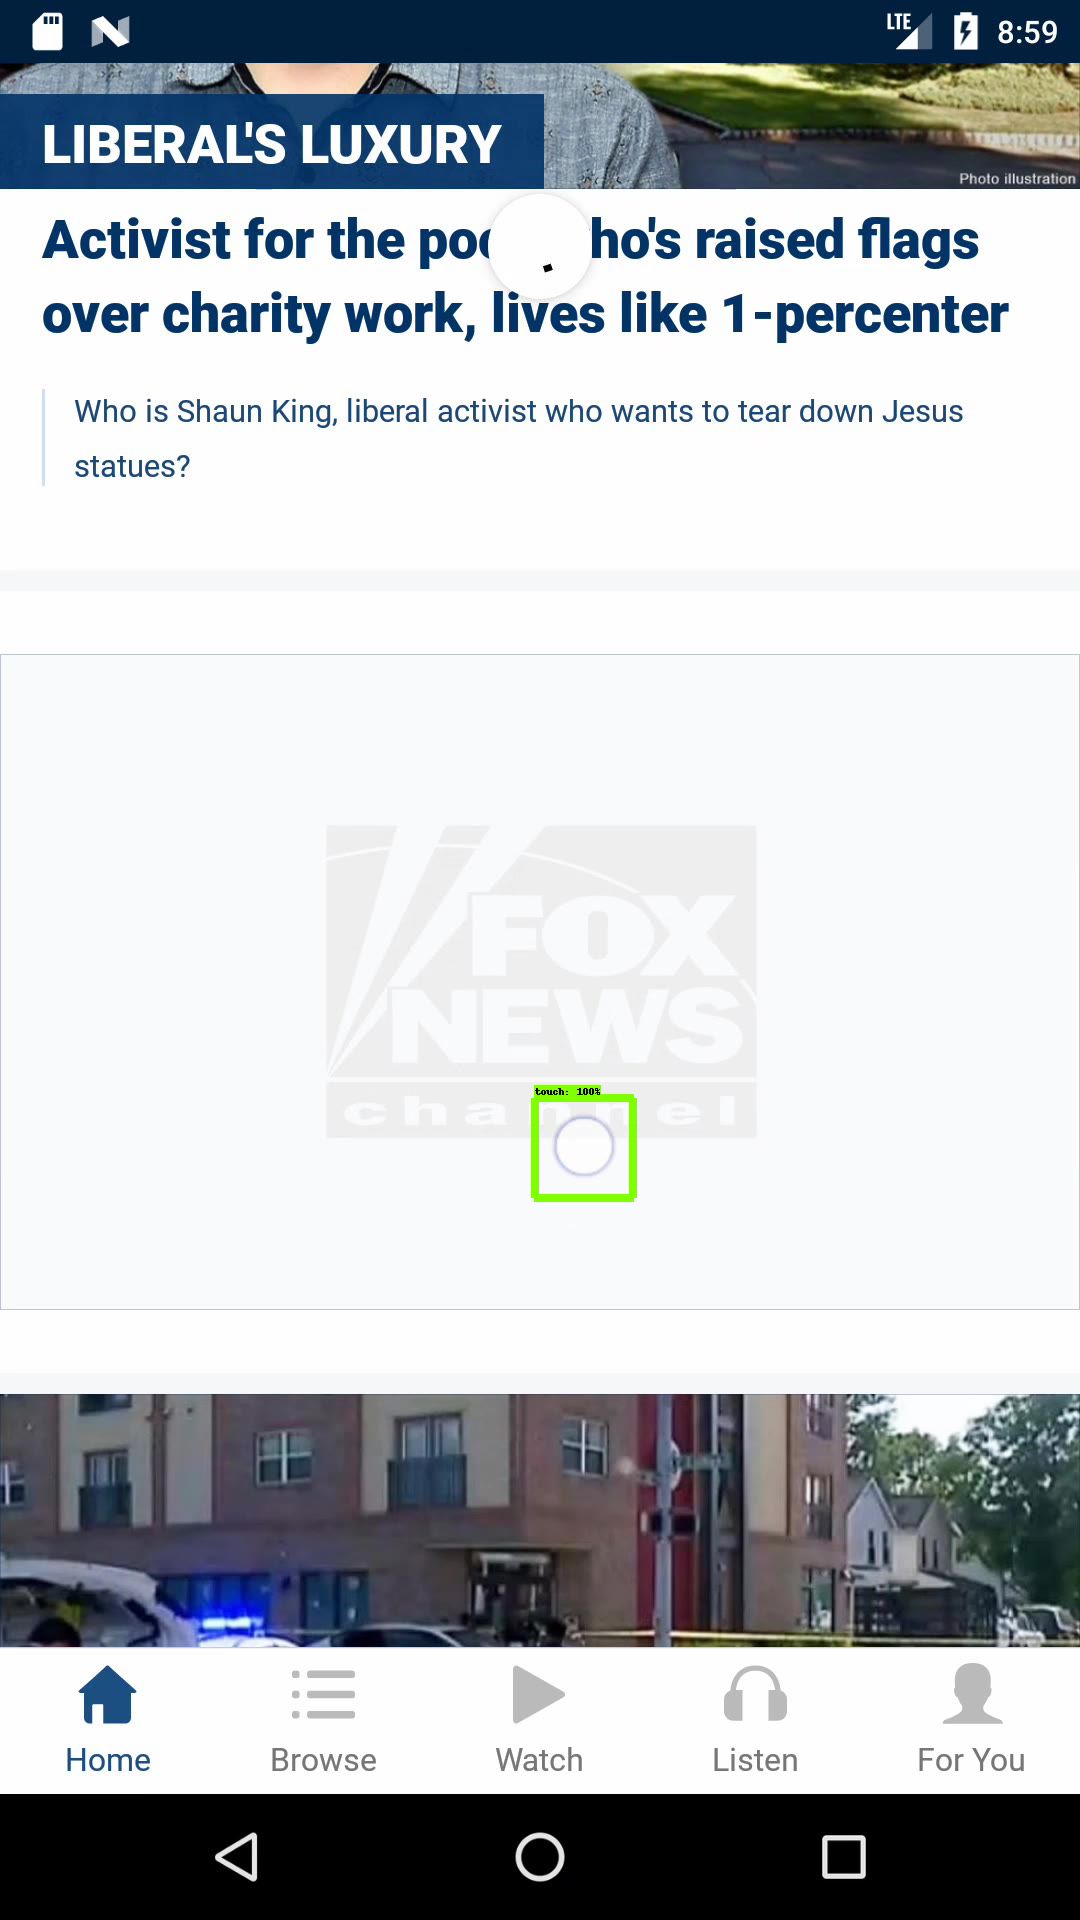 LTE 8:59
LIBERAL'S LUXURY
Photo illustration
Activist for the ho's raised flags
over charity work, lives like 1-percenter
Who is Shaun King, liberal activist who wants to tear down Jesus
statues?
FOX
NEWS
channel
touch: 100%
Home Browse Watch Listen For You